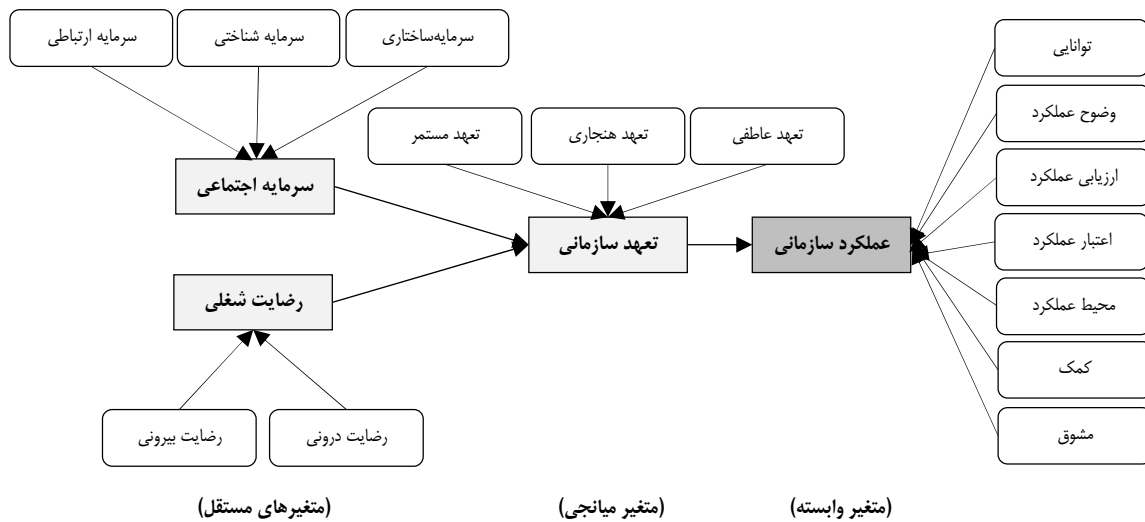 سرمایه‌ساختاری
سرمایه شناختی
سرمایه ارتباطی
توانایی
وضوح عملکرد
ارزیابی عملکرد
اعتبار عملکرد
محیط عملکرد
کمک
مشوق
تعهد عاطفی
تعهد هنجاری
تعهد مستمر
سرمایه اجتماعی
عملکرد سازمانی
تعهد سازمانی
رضایت شغلی
رضایت درونی
رضایت بیرونی
(متغیر وابسته)
(متغیر میانجی)
(متغیرهای مستقل)